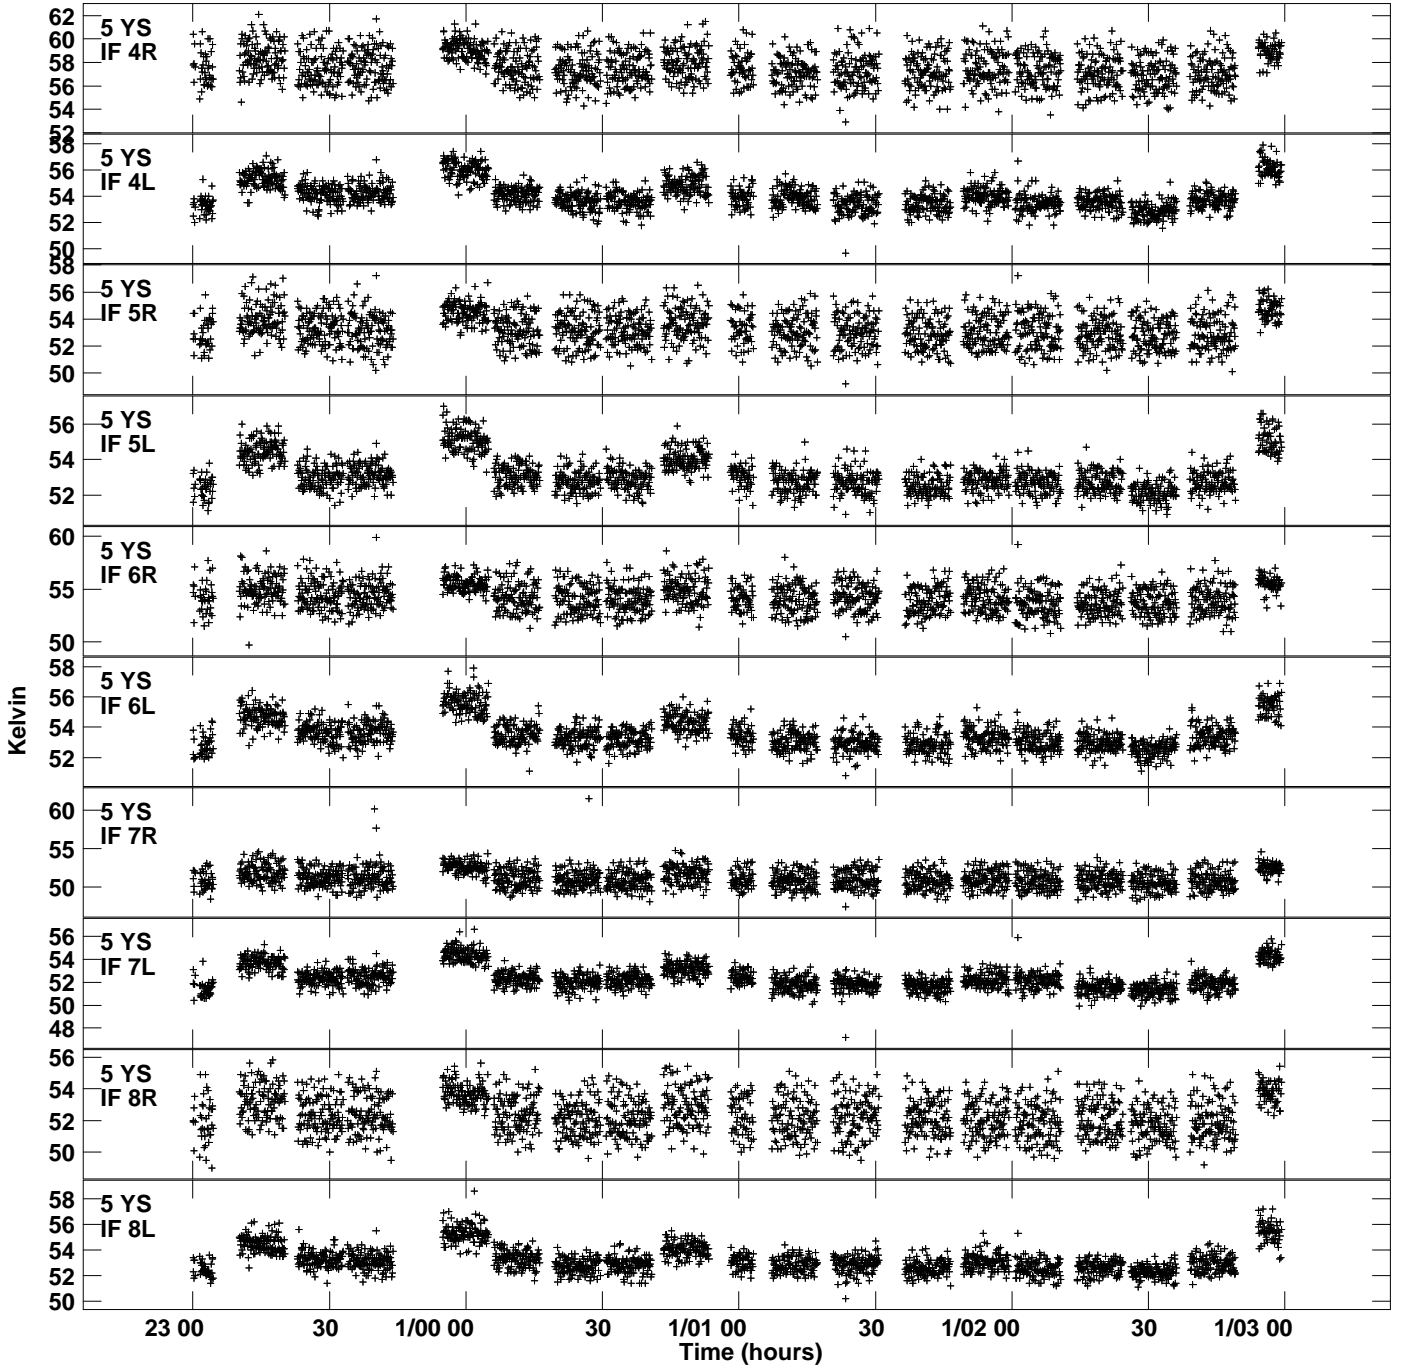 62
60
58
56
54
52
5 YS
IF 4R
58
56
54
52
50
5 YS
IF 4L
58
56
54
52
50
5 YS
IF 5R
56
54
52
5 YS
IF 5L
60
55
50
5 YS
IF 6R
58
56
54
52
5 YS
IF 6L
60
55
50
5 YS
IF 7R
56
54
52
50
48
5 YS
IF 7L
56
54
52
50
5 YS
IF 8R
58
56
54
52
50
5 YS
IF 8L
Kelvin
23 00 30 1/00 00 30 1/01 00 30 1/02 00 30 1/03 00
Time (hours)